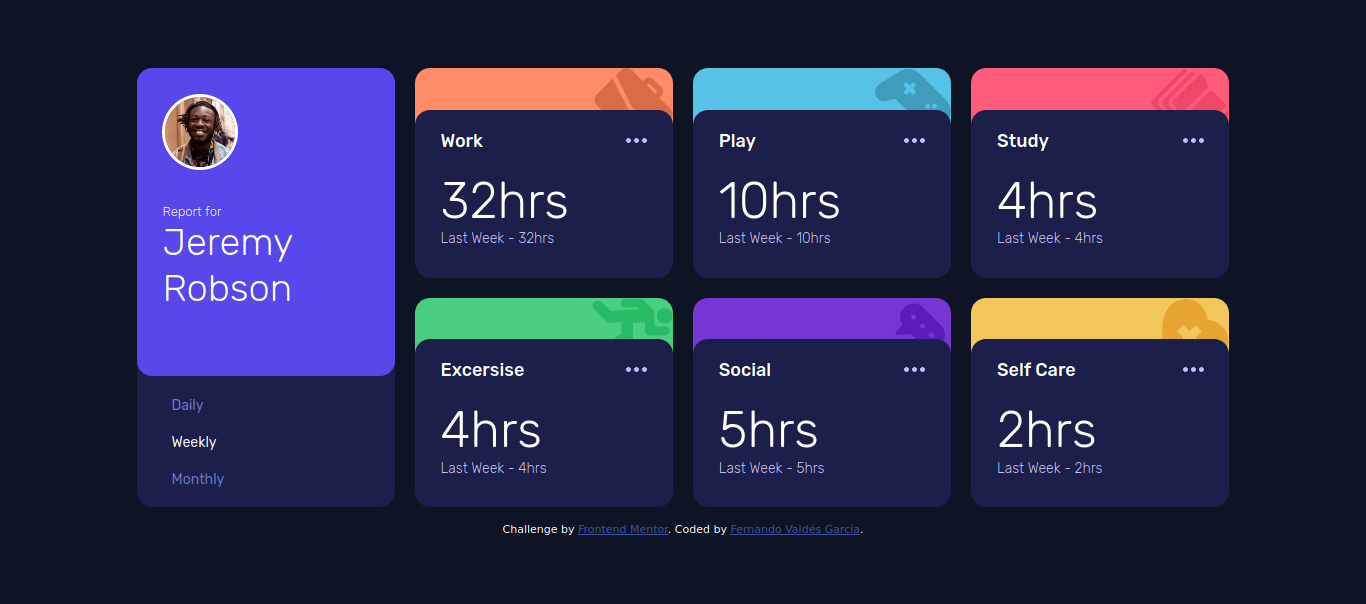 Report for
Jeremy
Robson
Daily
Weekly
Monthly
Work
32hrs
Last Week - 32hrs
Play
10hrs
Last Week - 10hrs
Study
4hrs
Last Week - 4hrs
Excersise
4hrs
Last Week - 4hrs
Social
5hrs
Last Week - 5hrs
Self Care
2hrs
Last Week - 2hrs
Challenge by Frontend Mentor. Coded by Fernando Valdés García.